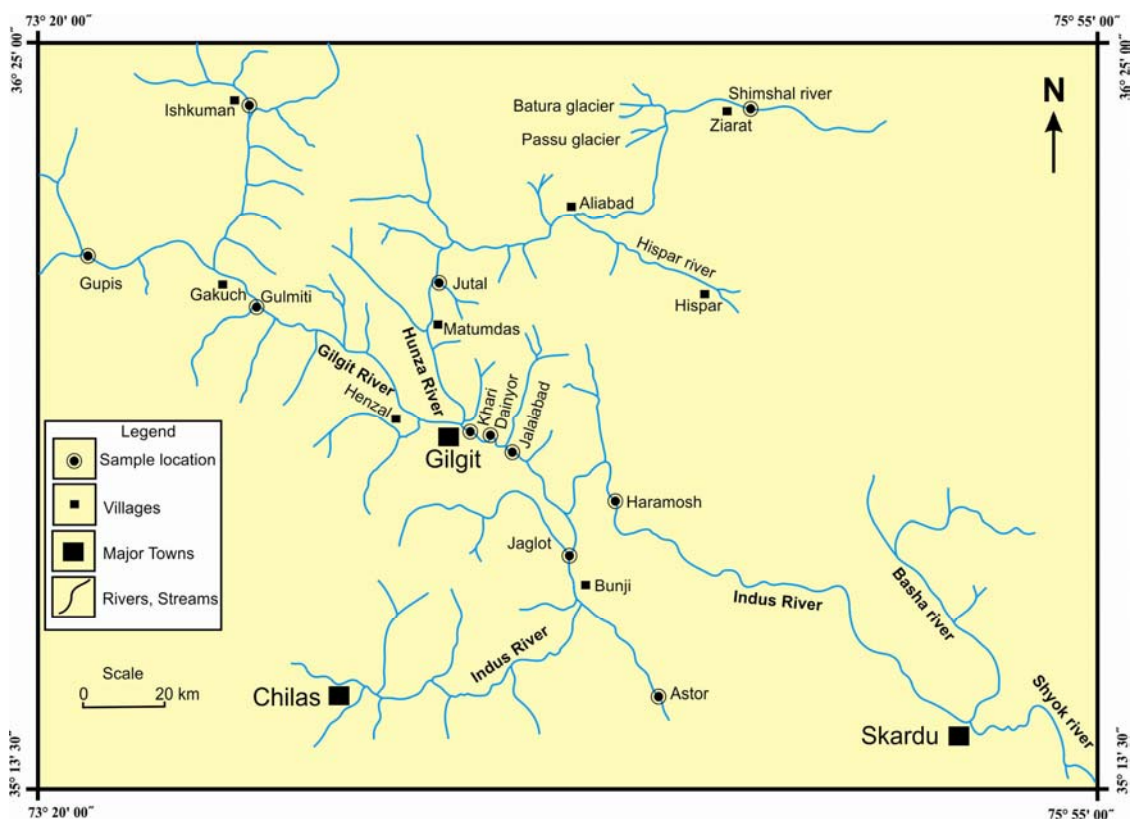 73° 20' 00˝
75° 55' 00˝
36° 25' 00˝
36° 25' 00˝
Ishkuman
Batura glacier
Shimshal river
Ziarat
Passu glacier
N
Aliabad
Hispar river
Gupis
Gakuch
Gulmiti
Jutal
Hispar
Matumdas
Gilgit River
Hunza River
Henzal
Khari
Dainyor
Jalaiabad
Gilgit
Legend
Sample location
Villages
Major Towns
Rivers, Streams
Haramosh
Jaglot
Bunji
Indus River
Basha river
Indus River
Scale
0 20 km
Chilas
Astor
Skardu
Shyok river
35° 13' 30˝
35° 13' 30˝
73° 20' 00˝
75° 55' 00˝